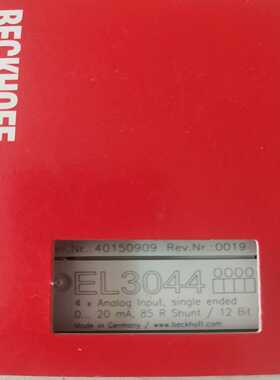 BECKHOFF
Nr.: 40150909 Rev.Nr.:0019
EL3044
4 x Analog Input, single ended
0... 20 mA, 85 R Shunt / 12 Bit
Made in Germany / www.beckhoff.com